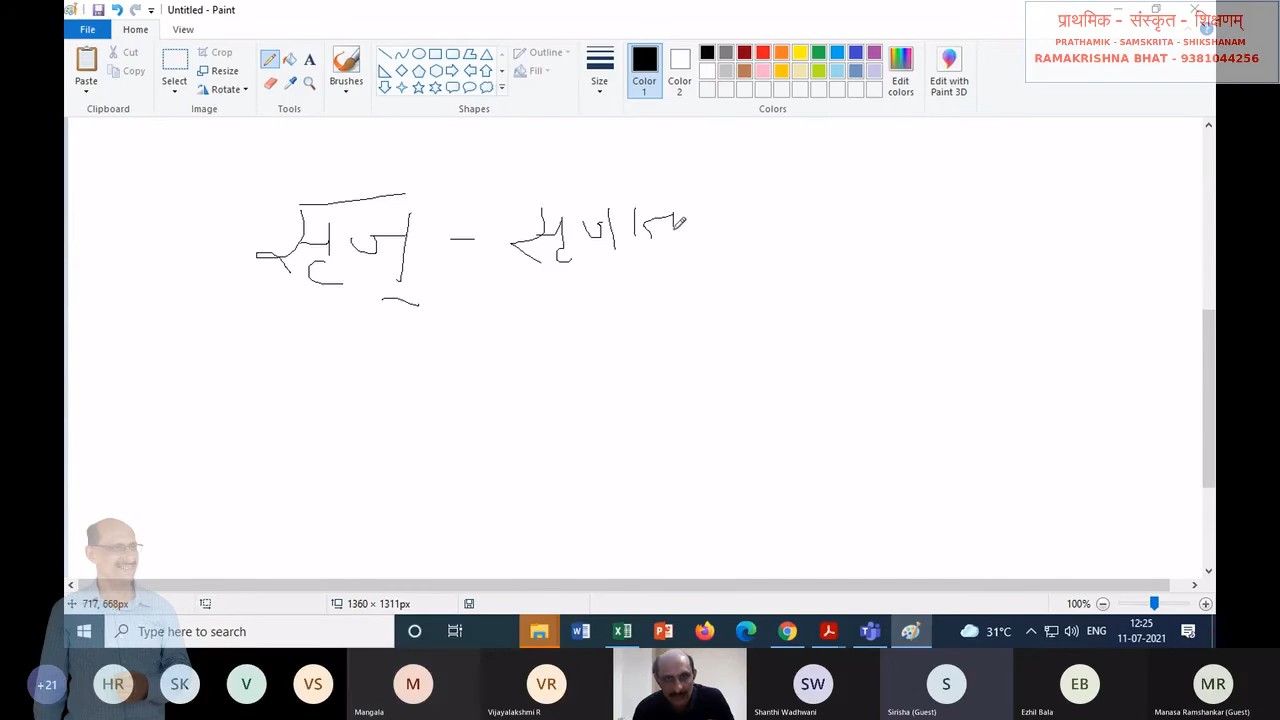 Untitled - Paint
File Home View
Paste Cut Copy Clipboard
Select Crop Resize Rotate Image
Tools
Brushes
Shapes Outline Fill
Size
Color 1 Color 2 Colors
Edit colors
Edit with Paint 3D
प्राथमिक - संस्कृत - शिक्षणम्
PRATHAMIK - SAMSKRITA - SHIKSHANAM
RAMAKRISHNA BHAT - 9381044256
सृज् - सृजति
717, 668px 1360 × 1311px 100%
Type here to search 31°C ENG 12:25 11-07-2021
+21 HR SK V VS M VR SW S EB MR
Mangala Vijayalakshmi R Shanthi Wadhwani Sirisha (Guest) Ezhil Bala Manasa Ramshankar (Guest)